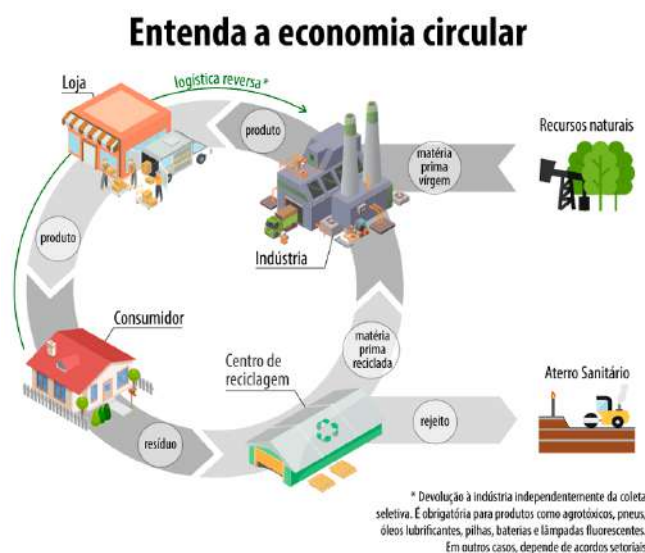 Entenda a economia circular
Loja
logística reversa*
produto
matéria
prima
virgem
Recursos naturais
Indústria
produto
Consumidor
Centro de
reciclagem
matéria
prima
reciclada
Aterro Sanitário
resíduo
rejeito
* Devolução à indústria independentemente da coleta
seletiva. É obrigatória para produtos como agrotóxicos, pneus,
óleos lubrificantes, pilhas, baterias e lâmpadas fluorescentes.
Em outros casos, depende de acordos setoriais